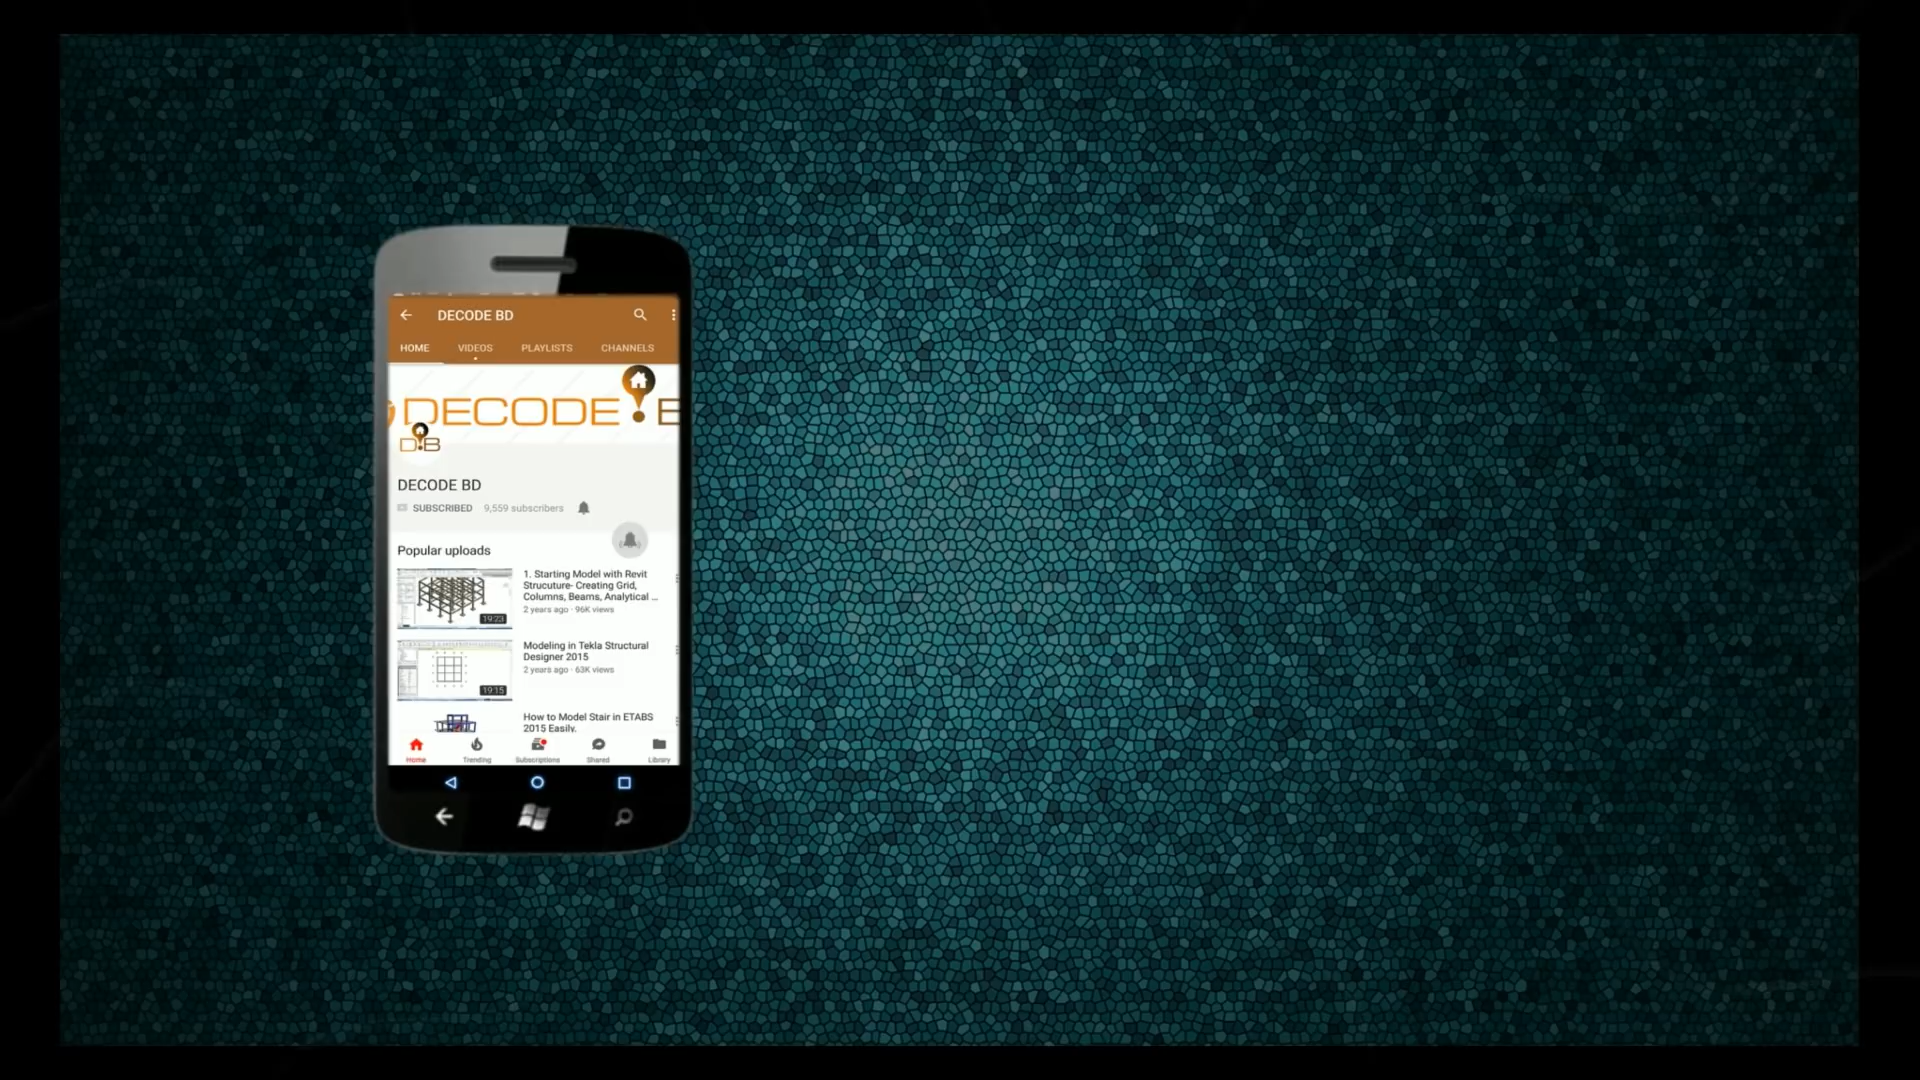 DECODE BD
HOME VIDEOS PLAYLISTS CHANNELS
DECODE B
D B
DECODE BD
SUBSCRIBED 9,559 subscribers
Popular uploads
1. Starting Model with Revit
Strucuture- Creating Grid,
Columns, Beams, Analytical ...
2 years ago · 96K views
19:23
Modeling in Tekla Structural
Designer 2015
2 years ago · 63K views
19:15
How to Model Stair in ETABS
2015 Easily.
Home Trending Subscriptions Shared Library